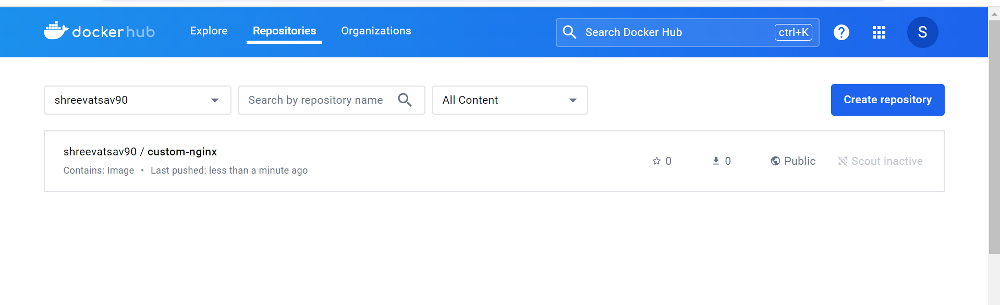 dockerhub Explore Repositories Organizations Search Docker Hub ctrl+K ? S
shreevatsav90 Search by repository name All Content Create repository
shreevatsav90 / custom-nginx
Contains: Image • Last pushed: less than a minute ago
0 0 Public Scout inactive